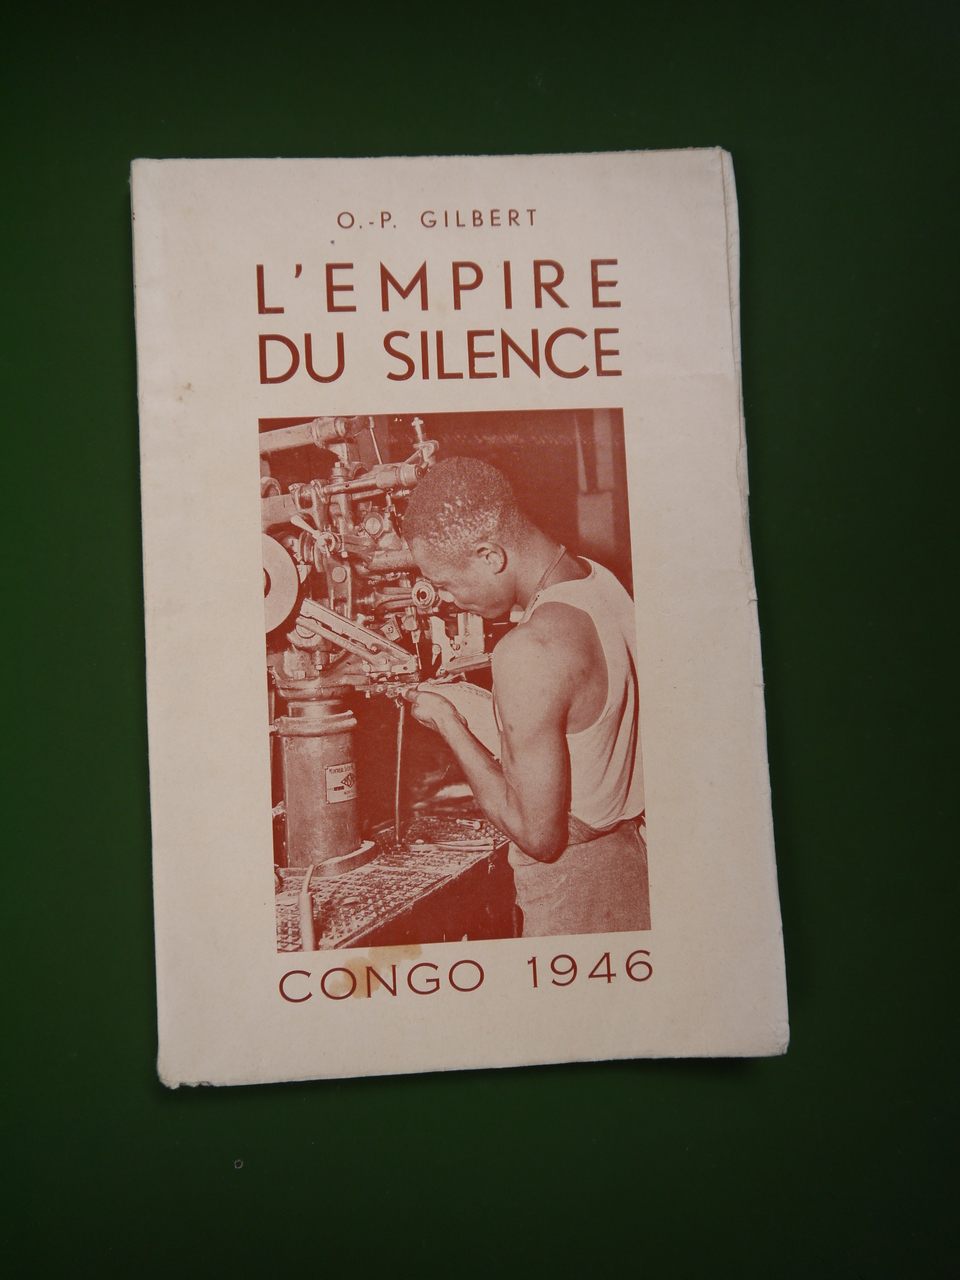 O.-P. GILBERT
L'EMPIRE
DU SILENCE
CONGO 1946